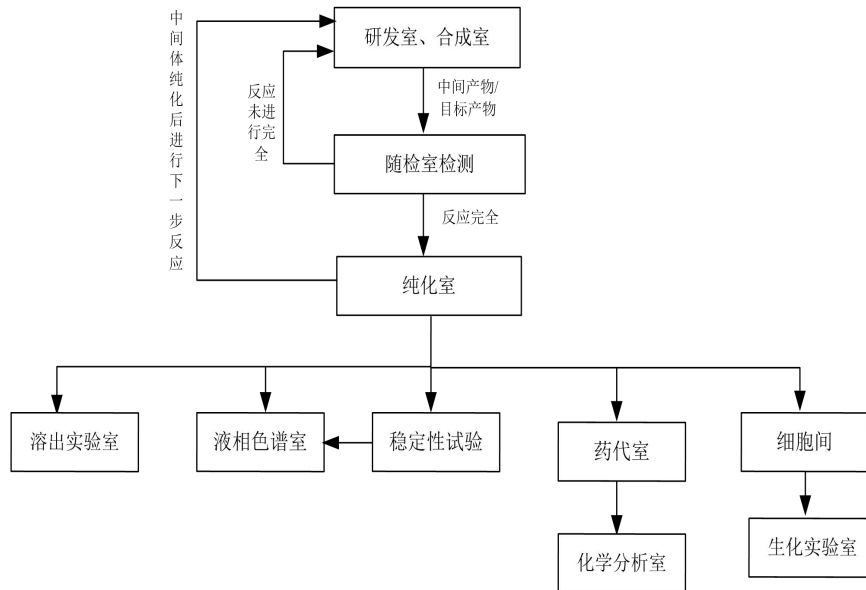 研发室、合成室
中间体纯化后进行下一步反应
反应
未进
行完
全
中间产物/
目标产物
随检室检测
反应完全
纯化室
溶出实验室
液相色谱室
稳定性试验
药代室
细胞间
化学分析室
生化实验室